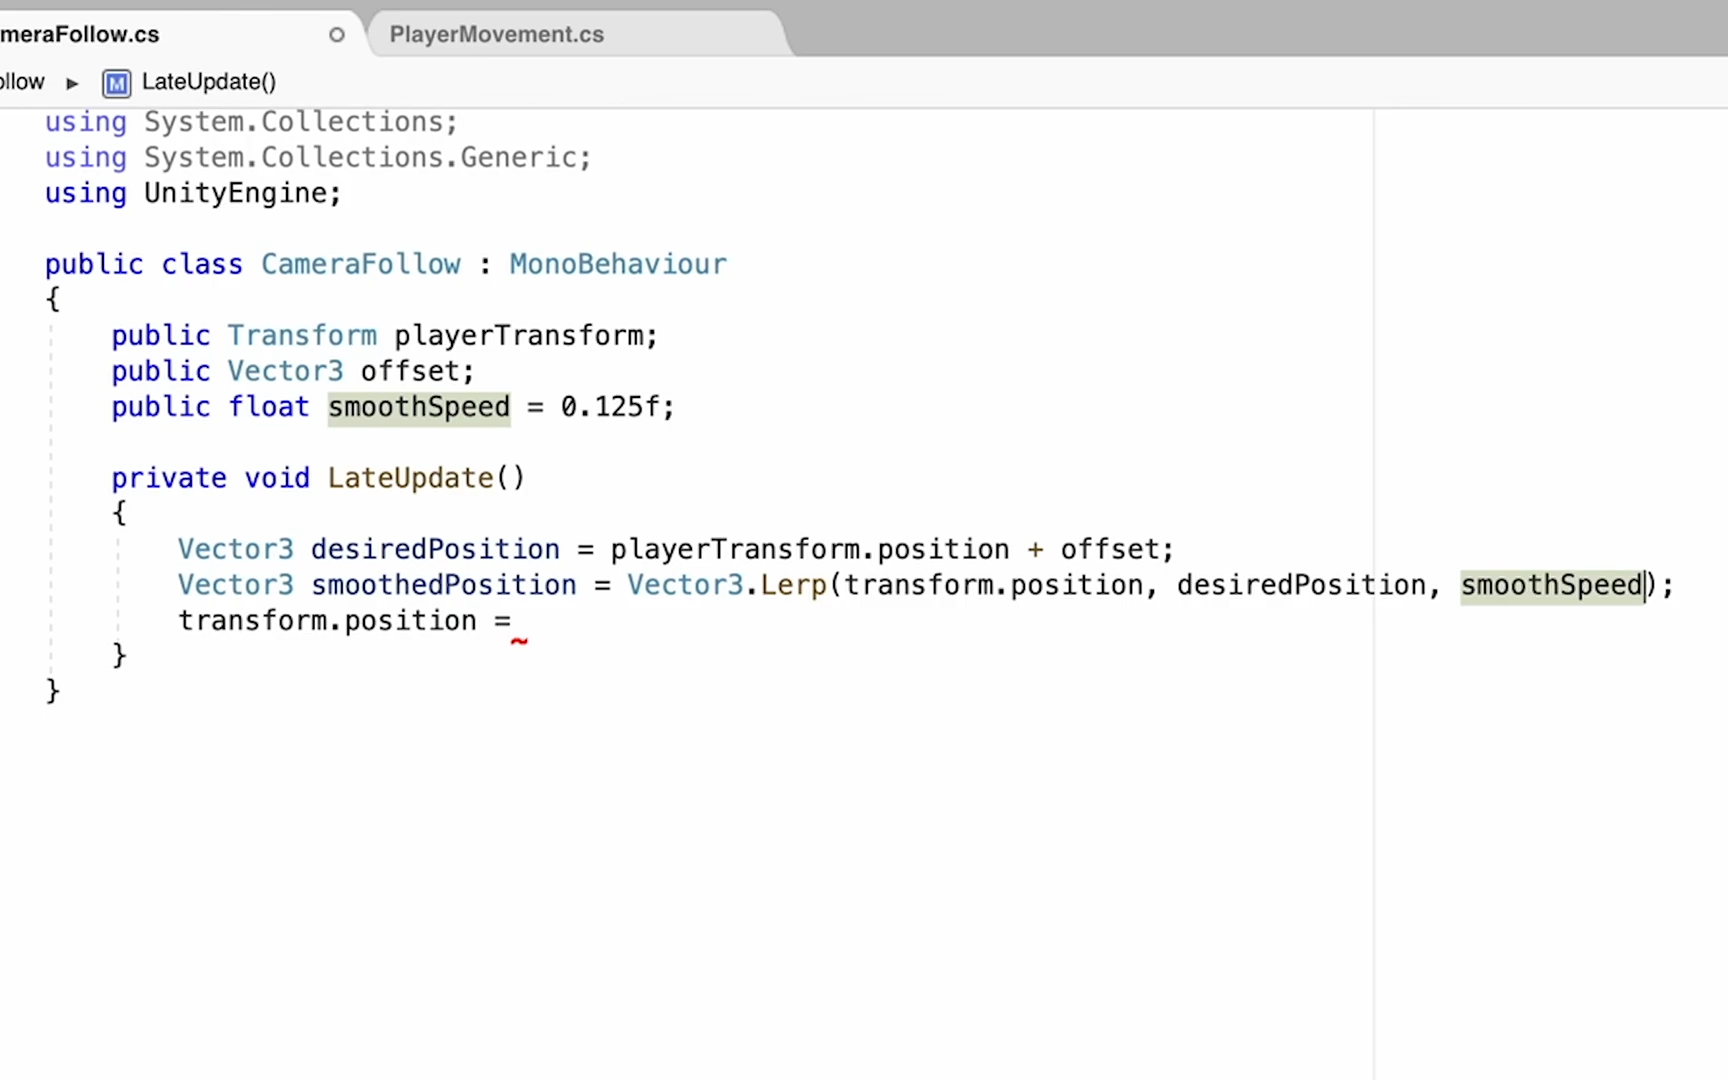 meraFollow.cs
PlayerMovement.cs
ollow ▸ M LateUpdate()
using System.Collections;
using System.Collections.Generic;
using UnityEngine;
public class CameraFollow : MonoBehaviour
{
public Transform playerTransform;
public Vector3 offset;
public float smoothSpeed = 0.125f;
private void LateUpdate()
{
Vector3 desiredPosition = playerTransform.position + offset;
Vector3 smoothedPosition = Vector3.Lerp(transform.position, desiredPosition, smoothSpeed);
transform.position =
}
}